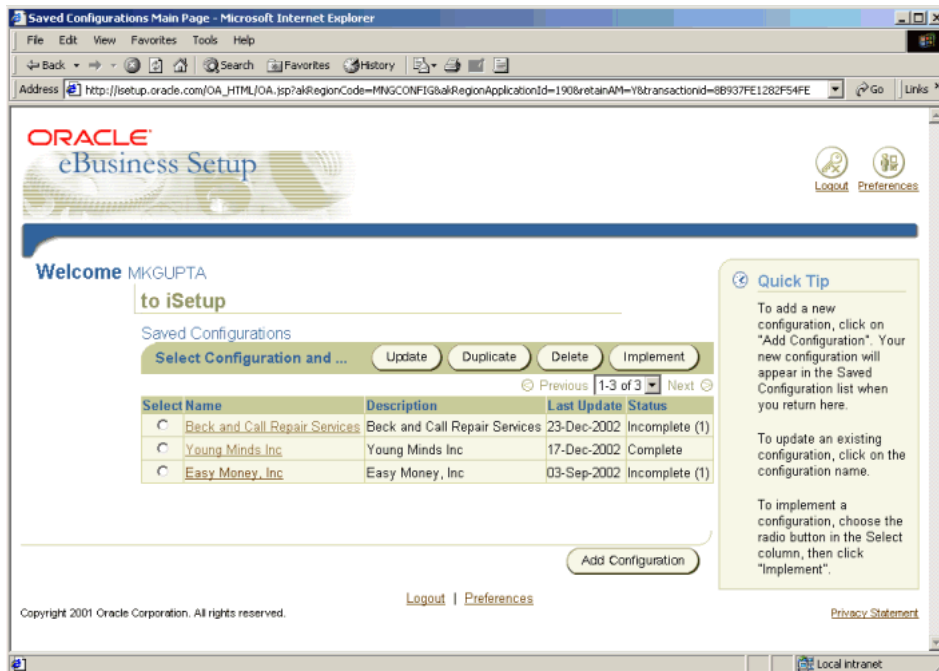 Saved Configurations Main Page - Microsoft Internet Explorer
File Edit View Favorites Tools Help
Back Search Favorites History
Address http://isetup.oracle.com/OA_HTML/OA.jsp?akRegionCode=MNGCONFIG&akRegionApplicationId=190&retainAM=Y&transactionid=8B937FE1282F54FE Go Links
ORACLE
eBusiness Setup
Logout Preferences
Welcome MKGUPTA
to iSetup
Saved Configurations
Select Configuration and ... Update Duplicate Delete Implement
Previous 1-3 of 3 Next
Select Name Description Last Update Status
Beck and Call Repair Services Beck and Call Repair Services 23-Dec-2002 Incomplete (1)
Young Minds Inc Young Minds Inc 17-Dec-2002 Complete
Easy Money, Inc Easy Money, Inc 03-Sep-2002 Incomplete (1)
Add Configuration
Quick Tip
To add a new
configuration, click on
"Add Configuration". Your
new configuration will
appear in the Saved
Configuration list when
you return here.
To update an existing
configuration, click on the
configuration name.
To implement a
configuration, choose the
radio button in the Select
column, then click
"Implement".
Logout | Preferences
Copyright 2001 Oracle Corporation. All rights reserved.
Privacy Statement
Local intranet